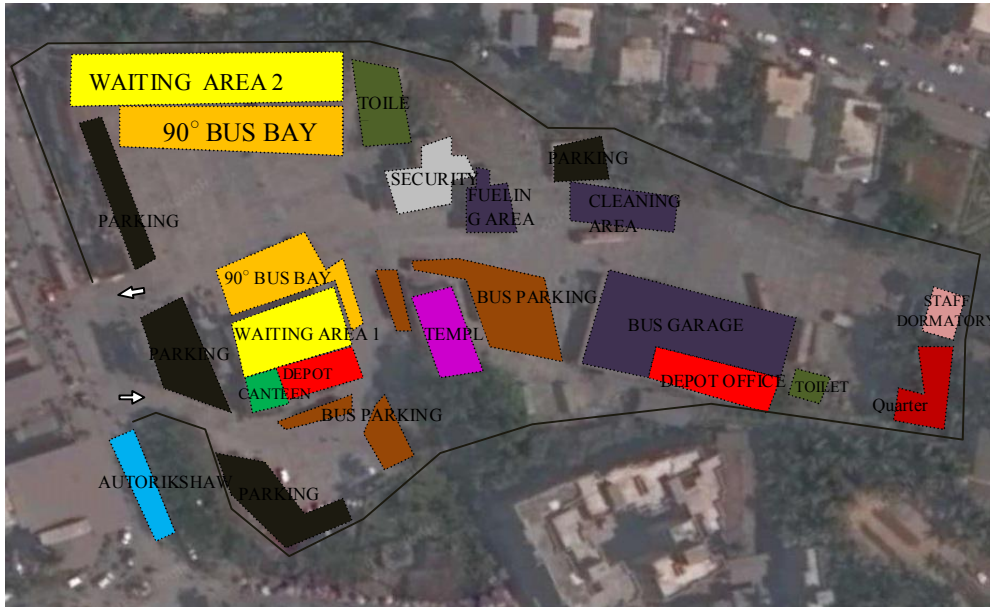 WAITING AREA 2
90° BUS BAY
TOILE
PARKING
SECURITY
PARKING
FUELIN
G AREA
CLEANING
AREA
90° BUS BAY
BUS PARKING
BUS GARAGE
STAFF
DORMATORY
PARKING
WAITING AREA 1
TEMPL
DEPOT
CANTEEN
DEPOT OFFICE
TOILET
Quarter
BUS PARKING
AUTORIKSHAW
PARKING